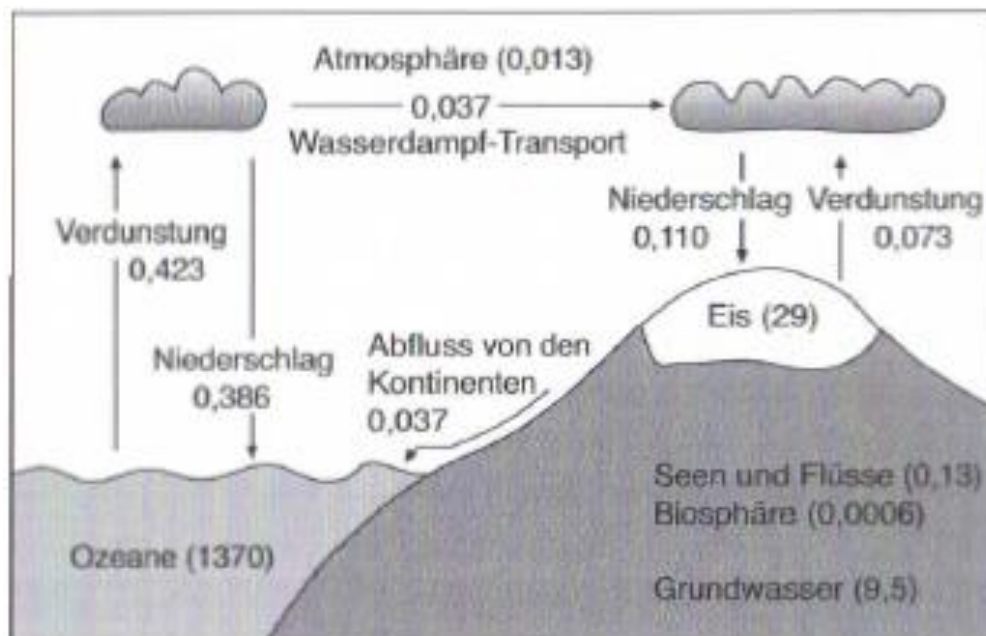 Atmosphäre (0,013)
0,037
Wasserdampf-Transport
Verdunstung
0,423
Niederschlag
0,386
Niederschlag
0,110
Verdunstung
0,073
Eis (29)
Abfluss von den
Kontinenten
0,037
Ozeane (1370)
Seen und Flüsse (0,13)
Biosphäre (0,0006)
Grundwasser (9,5)